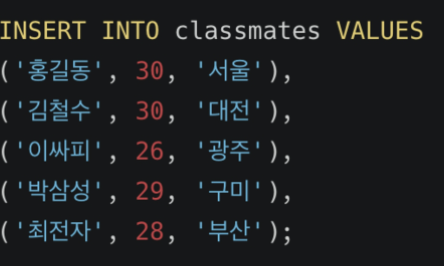 INSERT INTO classmates VALUES
('홍길동', 30, '서울'),
('김철수', 30, '대전'),
('이싸피', 26, '광주'),
('박삼성', 29, '구미'),
('최전자', 28, '부산');